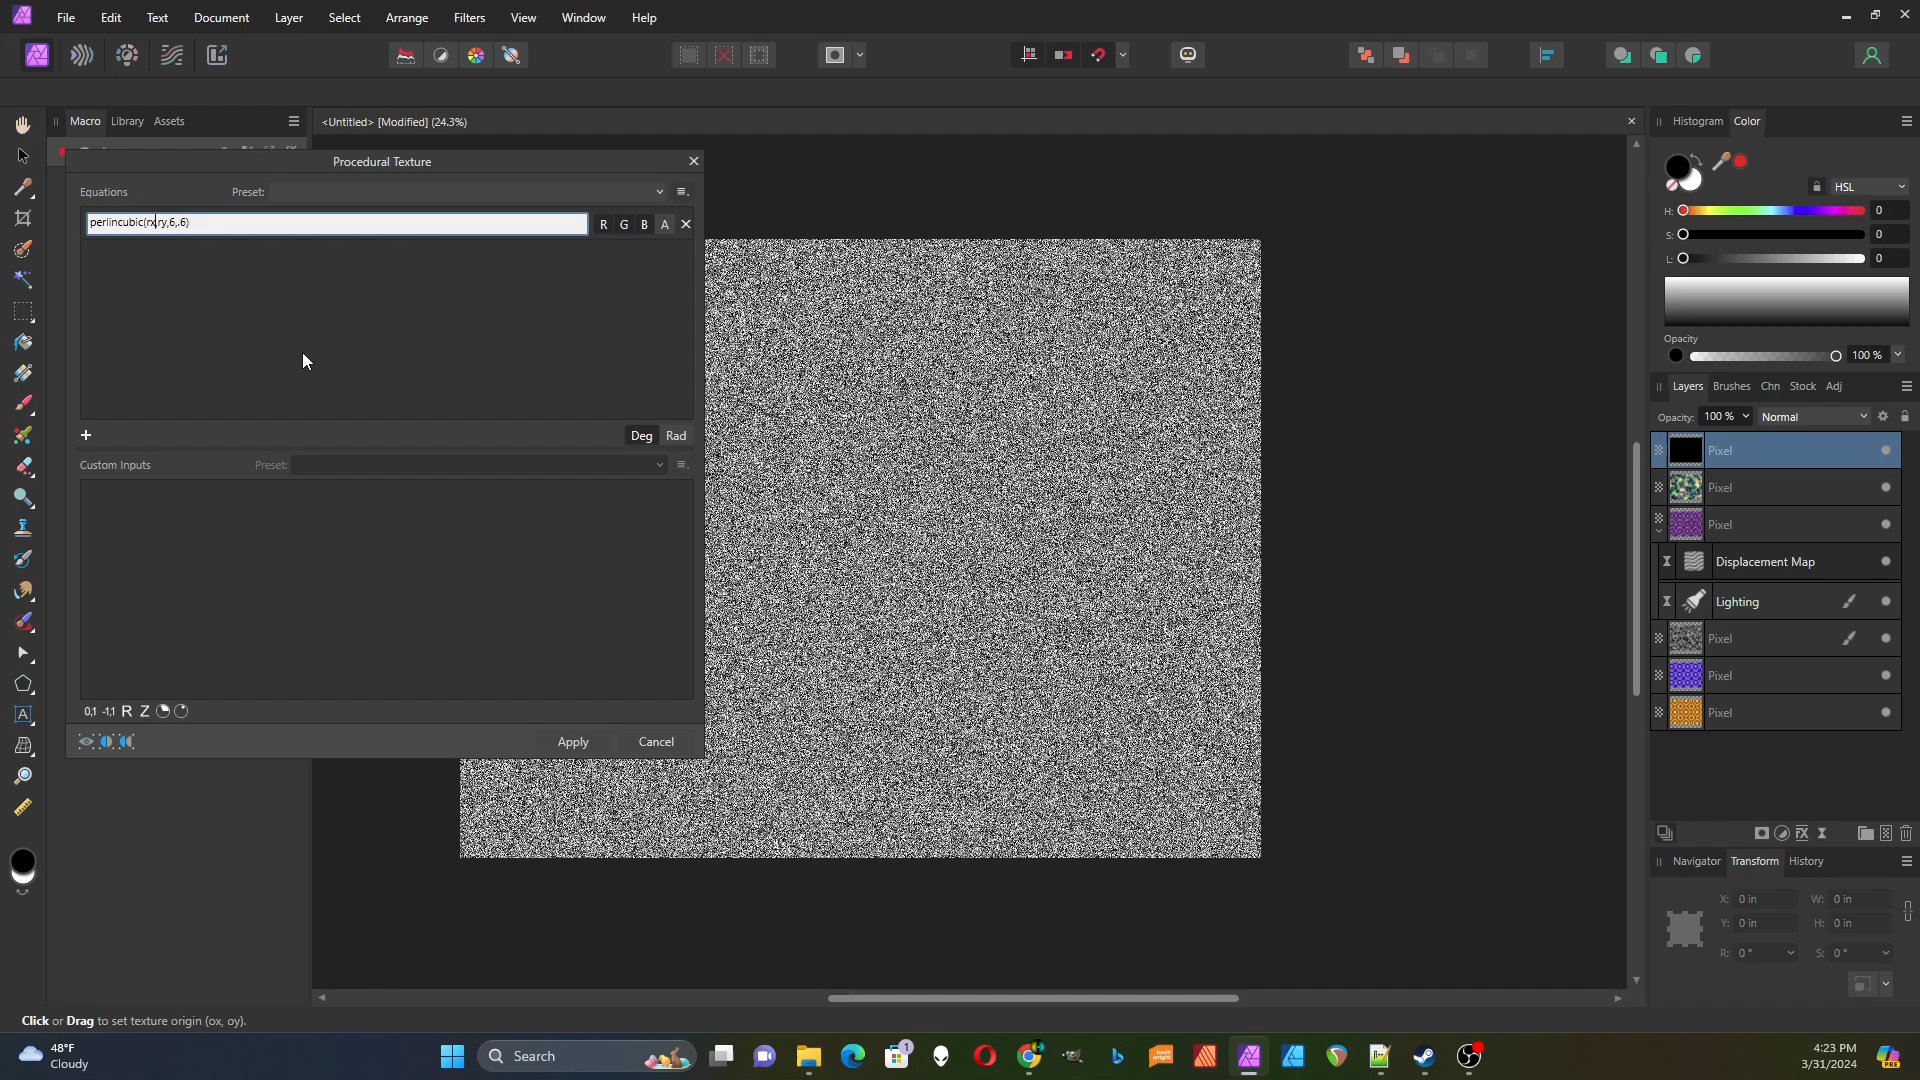 File Edit Text Document Layer Select Arrange Filters View Window Help
Macro Library Assets
<Untitled> [Modified] (24.3%)
Histogram Color
Procedural Texture
Equations Preset:
perlincubic(rx,ry,6,.6)
R G B A
Deg Rad
Custom Inputs Preset:
0,1 -1,1 R Z
Apply Cancel
HSL
H: 0
S: 0
L: 0
Opacity
100 %
Layers Brushes Chn Stock Adj
Opacity: 100 % Normal
Pixel
Pixel
Pixel
Displacement Map
Lighting
Pixel
Pixel
Pixel
Navigator Transform History
X: 0 in W: 0 in
Y: 0 in H: 0 in
R: 0 ° S: 0 °
Click or Drag to set texture origin (ox, oy).
48°F
Cloudy
Search
1
4:23 PM
3/31/2024
PRE